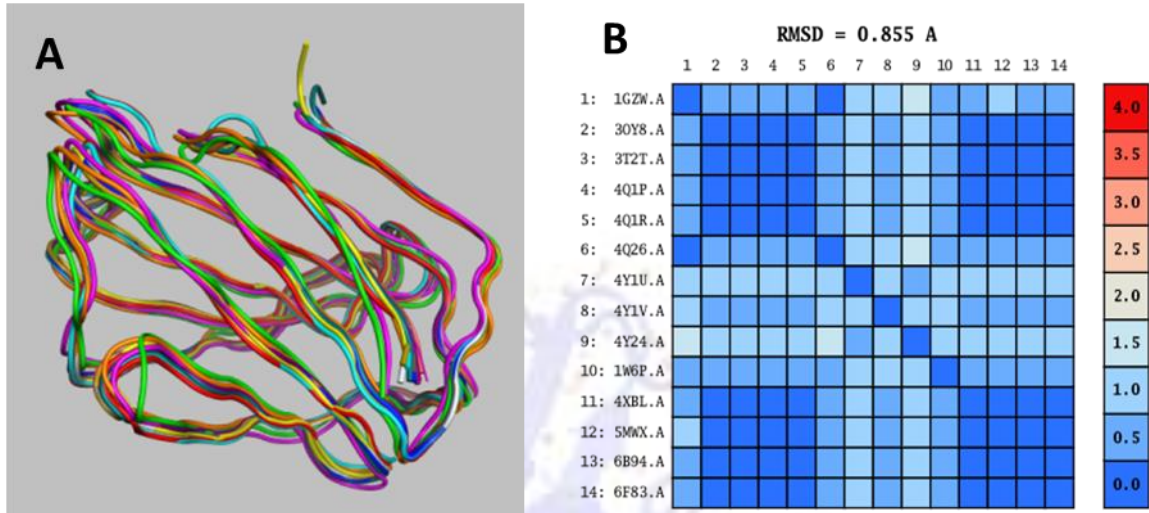 A
B
RMSD = 0.855 A
1 2 3 4 5 6 7 8 9 10 11 12 13 14
1: 1GZW.A
2: 3OY8.A
3: 3T2T.A
4: 4Q1P.A
5: 4Q1R.A
6: 4Q26.A
7: 4Y1U.A
8: 4Y1V.A
9: 4Y24.A
10: 1W6P.A
11: 4XBL.A
12: 5MWX.A
13: 6B94.A
14: 6F83.A
4.0
3.5
3.0
2.5
2.0
1.5
1.0
0.5
0.0